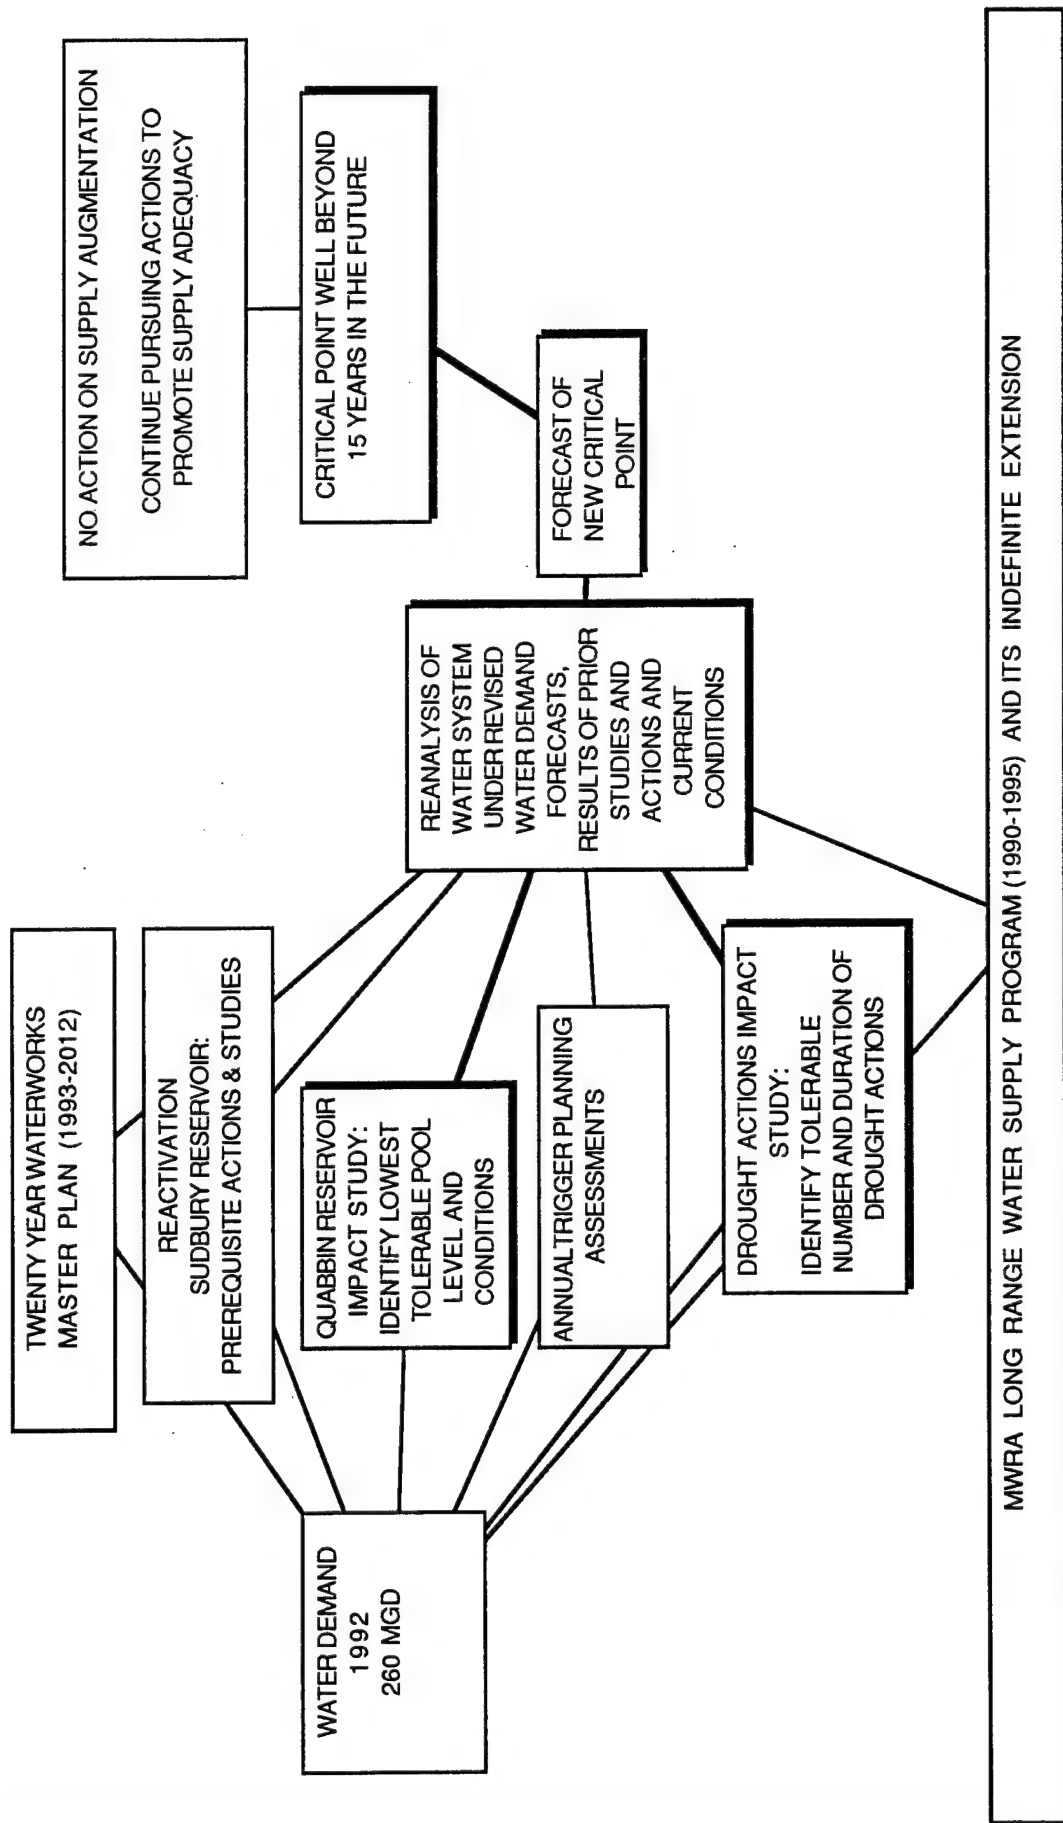 TWENTY YEAR WATERWORKS
MASTER PLAN (1993-2012)
REACTIVATION
SUDBURY RESERVOIR:
PREREQUISITE ACTIONS & STUDIES
WATER DEMAND
1992
260 MGD
QUABBIN RESERVOIR
IMPACT STUDY:
IDENTIFY LOWEST
TOLERABLE POOL
LEVEL AND
CONDITIONS
ANNUAL TRIGGER PLANNING
ASSESSMENTS
DROUGHT ACTIONS IMPACT
STUDY:
IDENTIFY TOLERABLE
NUMBER AND DURATION OF
DROUGHT ACTIONS
REANALYSIS OF
WATER SYSTEM
UNDER REVISED
WATER DEMAND
FORECASTS,
RESULTS OF PRIOR
STUDIES AND
ACTIONS AND
CURRENT
CONDITIONS
FORECAST OF
NEW CRITICAL
POINT
CRITICAL POINT WELL BEYOND
15 YEARS IN THE FUTURE
NO ACTION ON SUPPLY AUGMENTATION
CONTINUE PURSUING ACTIONS TO
PROMOTE SUPPLY ADEQUACY
MWRA LONG RANGE WATER SUPPLY PROGRAM (1990-1995) AND ITS INDEFINITE EXTENSION